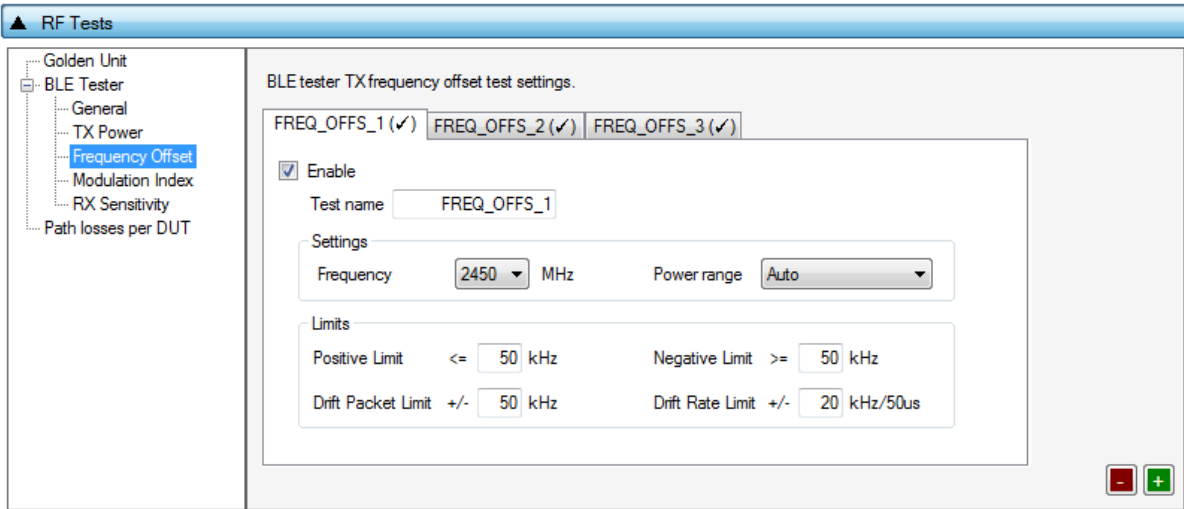 RF Tests
Golden Unit
BLE Tester
General
TX Power
Frequency Offset
Modulation Index
RX Sensitivity
Path losses per DUT
BLE tester TX frequency offset test settings.
FREQ_OFFS_1 (✓) FREQ_OFFS_2 (✓) FREQ_OFFS_3 (✓)
Enable
Test name FREQ_OFFS_1
Settings
Frequency 2450 MHz Power range Auto
Limits
Positive Limit <= 50 kHz Negative Limit >= 50 kHz
Drift Packet Limit +/- 50 kHz Drift Rate Limit +/- 20 kHz/50us
- +